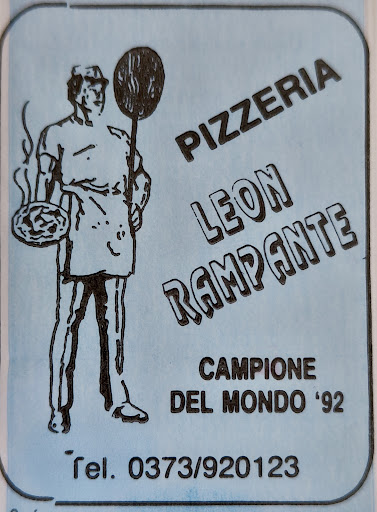 PIZZERIA
LEON
RAMPANTE
CAMPIONE
DEL MONDO '92
Tel. 0373/920123